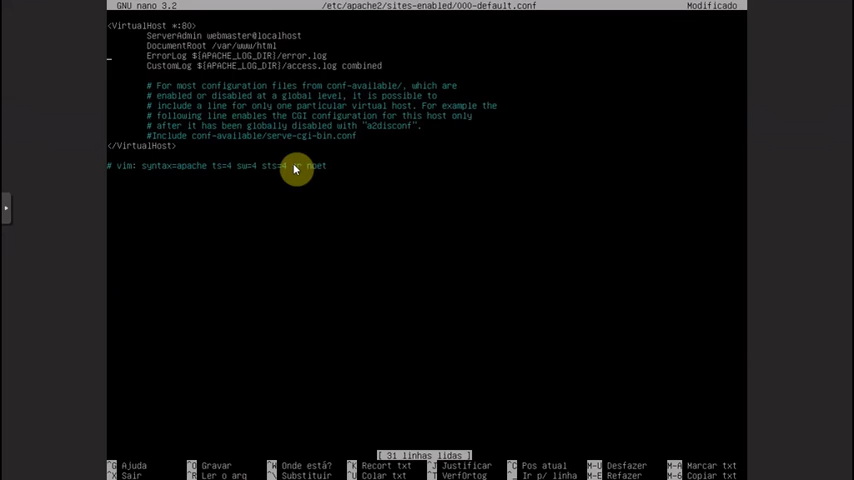 GNU nano 3.2 /etc/apache2/sites-enabled/000-default.conf Modificado
<VirtualHost *:80>
ServerAdmin webmaster@localhost
DocumentRoot /var/www/html
ErrorLog ${APACHE_LOG_DIR}/error.log
CustomLog ${APACHE_LOG_DIR}/access.log combined
# For most configuration files from conf-available/, which are
# enabled or disabled at a global level, it is possible to
# include a line for only one particular virtual host. For example the
# following line enables the CGI configuration for this host only
# after it has been globally disabled with "a2disconf".
#Include conf-available/serve-cgi-bin.conf
</VirtualHost>
# vim: syntax=apache ts=4 sw=4 sts=4 sr noet
[ 31 linhas lidas ]
^G Ajuda ^O Gravar ^W Onde está? ^K Recort txt ^J Justificar ^C Pos atual M-U Desfazer M-A Marcar txt
^X Sair ^R Ler o arq ^\ Substituir ^U Colar txt ^T VerfOrtog ^_ Ir p/ linha M-E Refazer M-6 Copiar txt